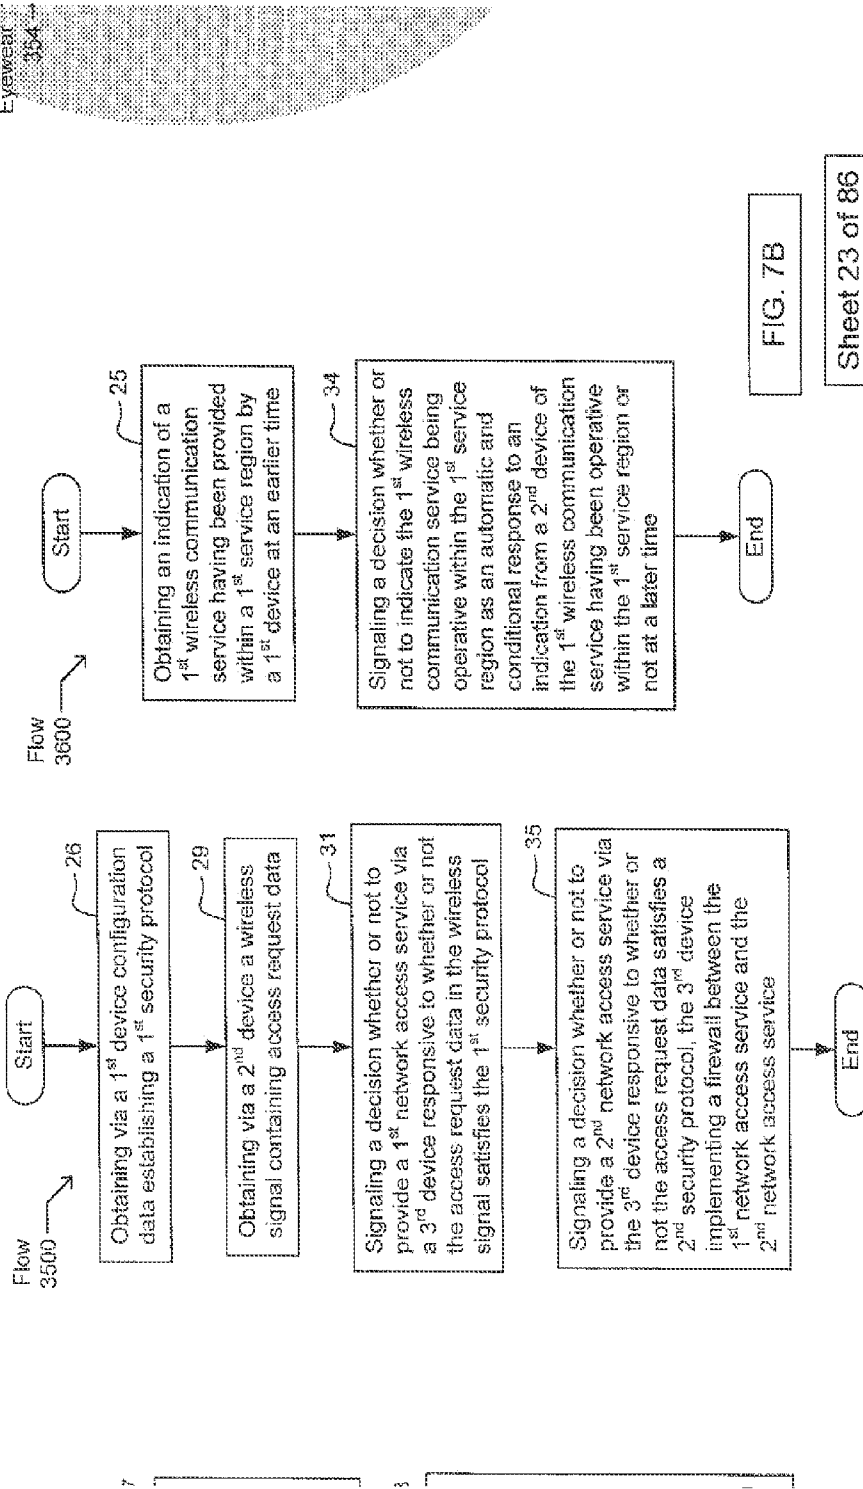 Eyewear
354
Flow
3500
Start
26
Obtaining via a 1st device configuration
data establishing a 1st security protocol
29
Obtaining via a 2nd device a wireless
signal containing access request data
31
Signaling a decision whether or not to
provide a 1st network access service via
a 3rd device responsive to whether or not
the access request data in the wireless
signal satisfies the 1st security protocol
35
Signaling a decision whether or not to
provide a 2nd network access service via
the 3rd device responsive to whether or
not the access request data satisfies a
2nd security protocol, the 3rd device
implementing a firewall between the
1st network access service and the
2nd network access service
End
Flow
3600
Start
25
Obtaining an indication of a
1st wireless communication
service having been provided
within a 1st service region by
a 1st device at an earlier time
34
Signaling a decision whether or
not to indicate the 1st wireless
communication service being
operative within the 1st service
region as an automatic and
conditional response to an
indication from a 2nd device of
the 1st wireless communication
service having been operative
within the 1st service region or
not at a later time
End
FIG. 7B
Sheet 23 of 86